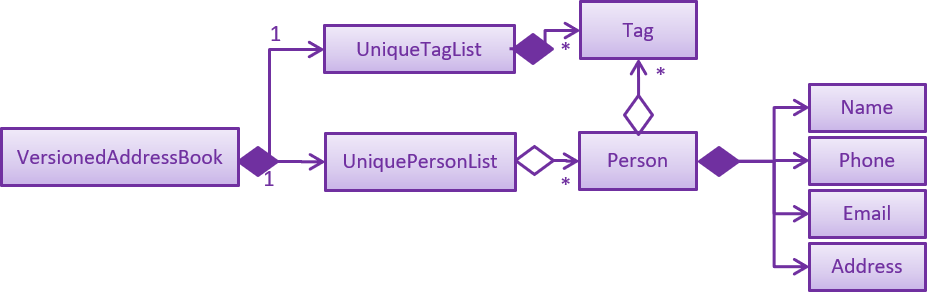 1
UniqueTagList
*
Tag
*
VersionedAddressBook
1
UniquePersonList
*
Person
Name
Phone
Email
Address